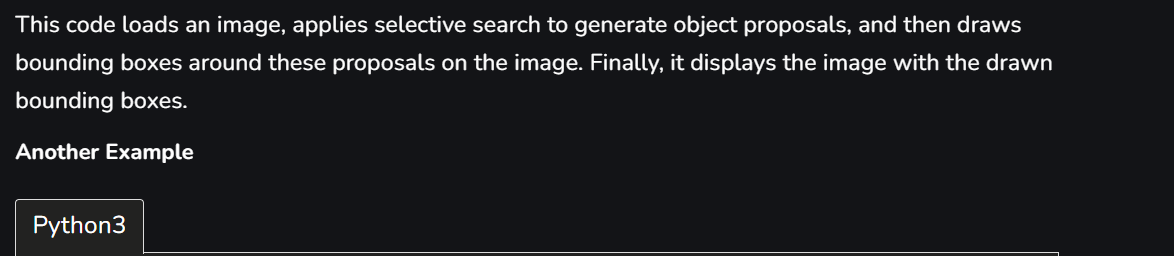 This code loads an image, applies selective search to generate object proposals, and then draws
bounding boxes around these proposals on the image. Finally, it displays the image with the drawn
bounding boxes.
Another Example
Python3